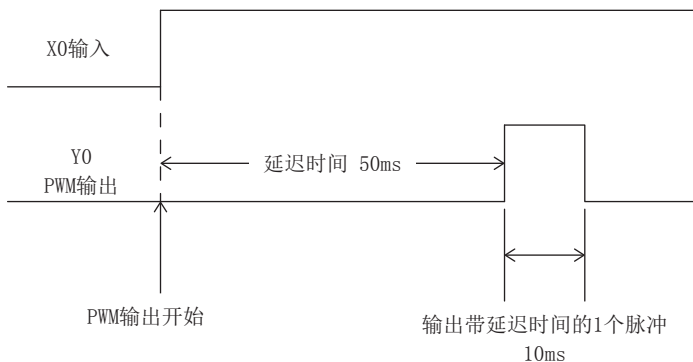 X0输入
延迟时间 50ms
Y0
PWM输出
PWM输出开始
输出带延迟时间的1个脉冲
10ms